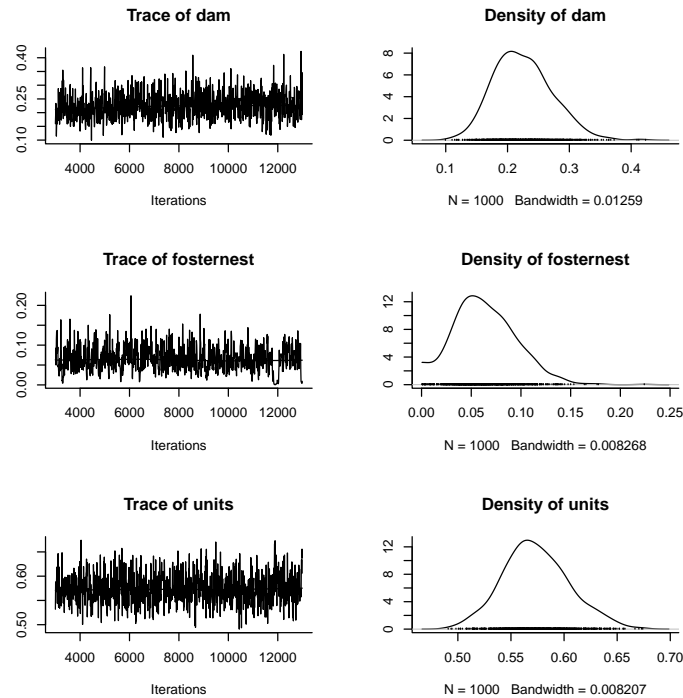 Trace of dam
0.10 0.25 0.40
4000 6000 8000 10000 12000
Iterations
Density of dam
0 2 4 6 8
0.1 0.2 0.3 0.4
N = 1000 Bandwidth = 0.01259
Trace of fosternest
0.00 0.10 0.20
4000 6000 8000 10000 12000
Iterations
Density of fosternest
0 4 8 12
0.00 0.05 0.10 0.15 0.20 0.25
N = 1000 Bandwidth = 0.008268
Trace of units
0.50 0.60
4000 6000 8000 10000 12000
Iterations
Density of units
0 4 8 12
0.50 0.55 0.60 0.65 0.70
N = 1000 Bandwidth = 0.008207